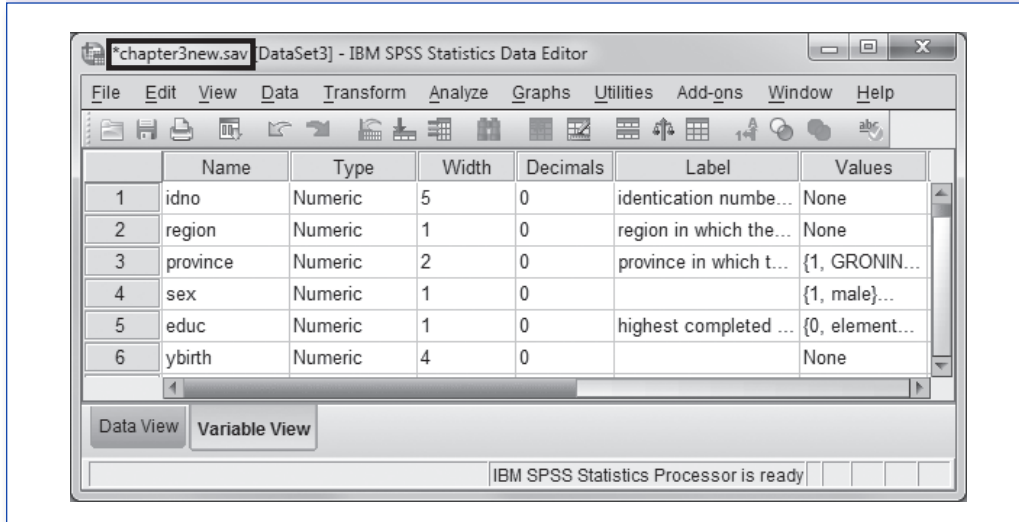 *chapter3new.sav [DataSet3] - IBM SPSS Statistics Data Editor
File Edit View Data Transform Analyze Graphs Utilities Add-ons Window Help
Name Type Width Decimals Label Values
1 idno Numeric 5 0 identication numbe... None
2 region Numeric 1 0 region in which the... None
3 province Numeric 2 0 province in which t... {1, GRONIN...
4 sex Numeric 1 0 {1, male}...
5 educ Numeric 1 0 highest completed ... {0, element...
6 ybirth Numeric 4 0 None
Data View Variable View
IBM SPSS Statistics Processor is ready